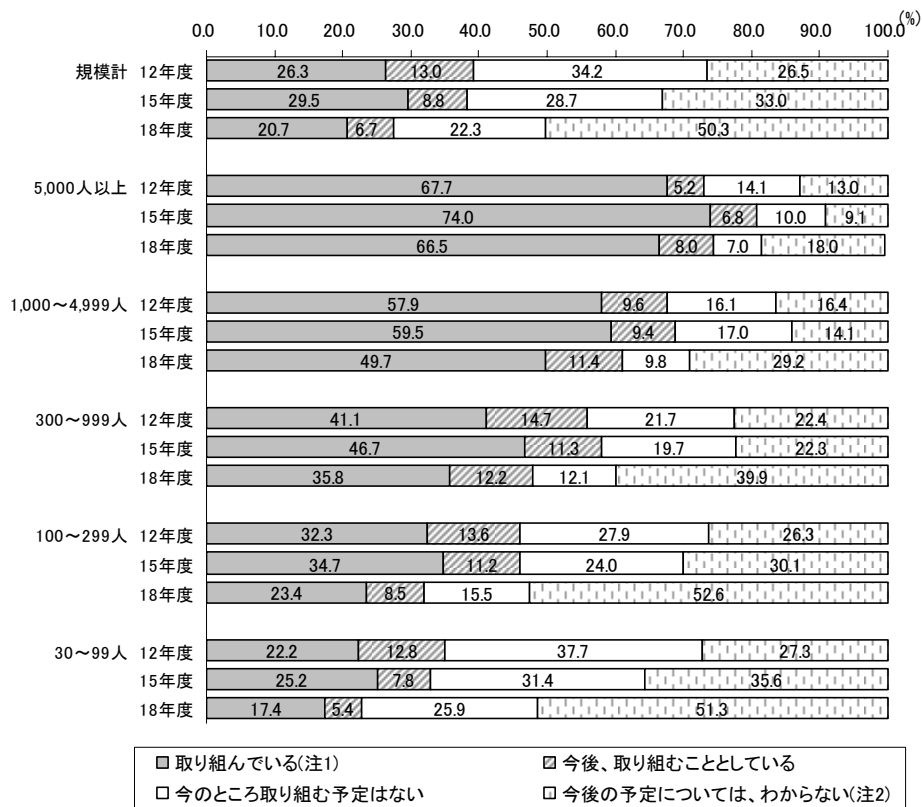 (%)
0.0 10.0 20.0 30.0 40.0 50.0 60.0 70.0 80.0 90.0 100.0
規模計 12年度 26.3 13.0 34.2 26.5
15年度 29.5 8.8 28.7 33.0
18年度 20.7 6.7 22.3 50.3
5,000人以上 12年度 67.7 5.2 14.1 13.0
15年度 74.0 6.8 10.0 9.1
18年度 66.5 8.0 7.0 18.0
1,000～4,999人 12年度 57.9 9.6 16.1 16.4
15年度 59.5 9.4 17.0 14.1
18年度 49.7 11.4 9.8 29.2
300～999人 12年度 41.1 14.7 21.7 22.4
15年度 46.7 11.3 19.7 22.3
18年度 35.8 12.2 12.1 39.9
100～299人 12年度 32.3 13.6 27.9 26.3
15年度 34.7 11.2 24.0 30.1
18年度 23.4 8.5 15.5 52.6
30～99人 12年度 22.2 12.8 37.7 27.3
15年度 25.2 7.8 31.4 35.6
18年度 17.4 5.4 25.9 51.3
取り組んでいる(注1) 今後、取り組むこととしている
今のところ取り組む予定はない 今後の予定については、わからない(注2)